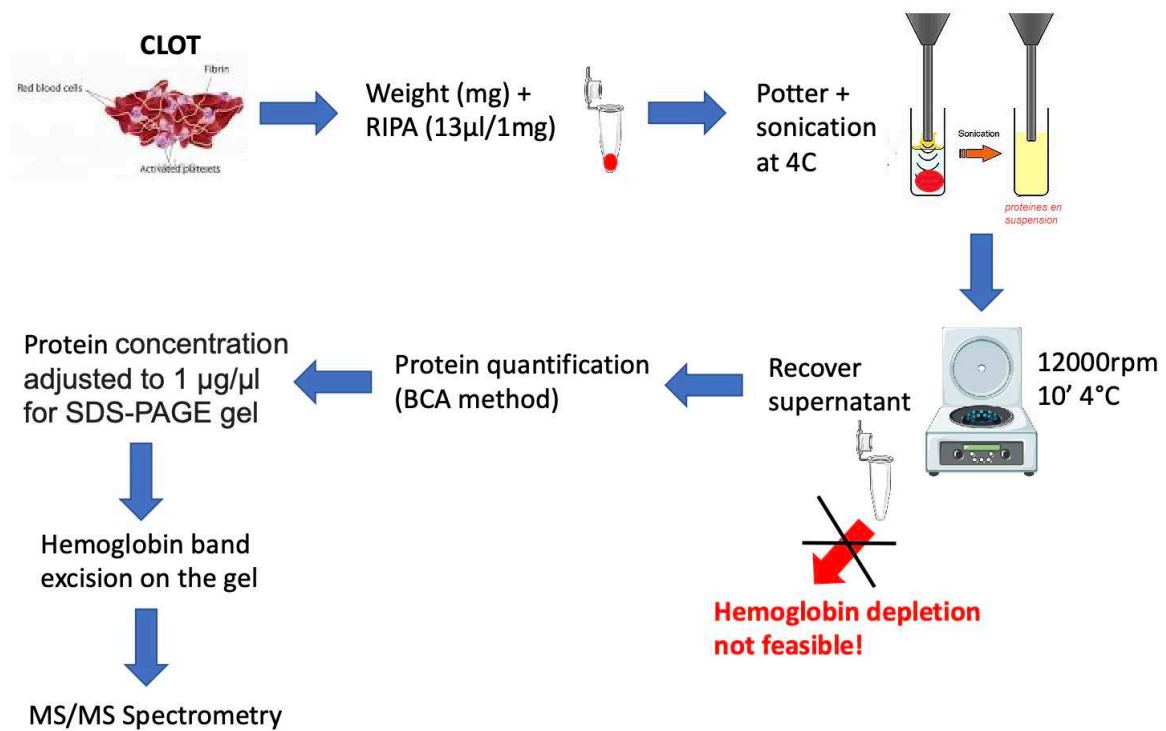 CLOT
Fibrin
Red blood cells
Activated platelets
Weight (mg) +
RIPA (13µl/1mg)
Potter +
sonication
at 4C
Sonication
proteines en
suspension
12000rpm
10’ 4°C
Recover
supernatant
Protein quantification
(BCA method)
Protein concentration
adjusted to 1 µg/µl
for SDS-PAGE gel
Hemoglobin band
excision on the gel
Hemoglobin depletion
not feasible!
MS/MS Spectrometry